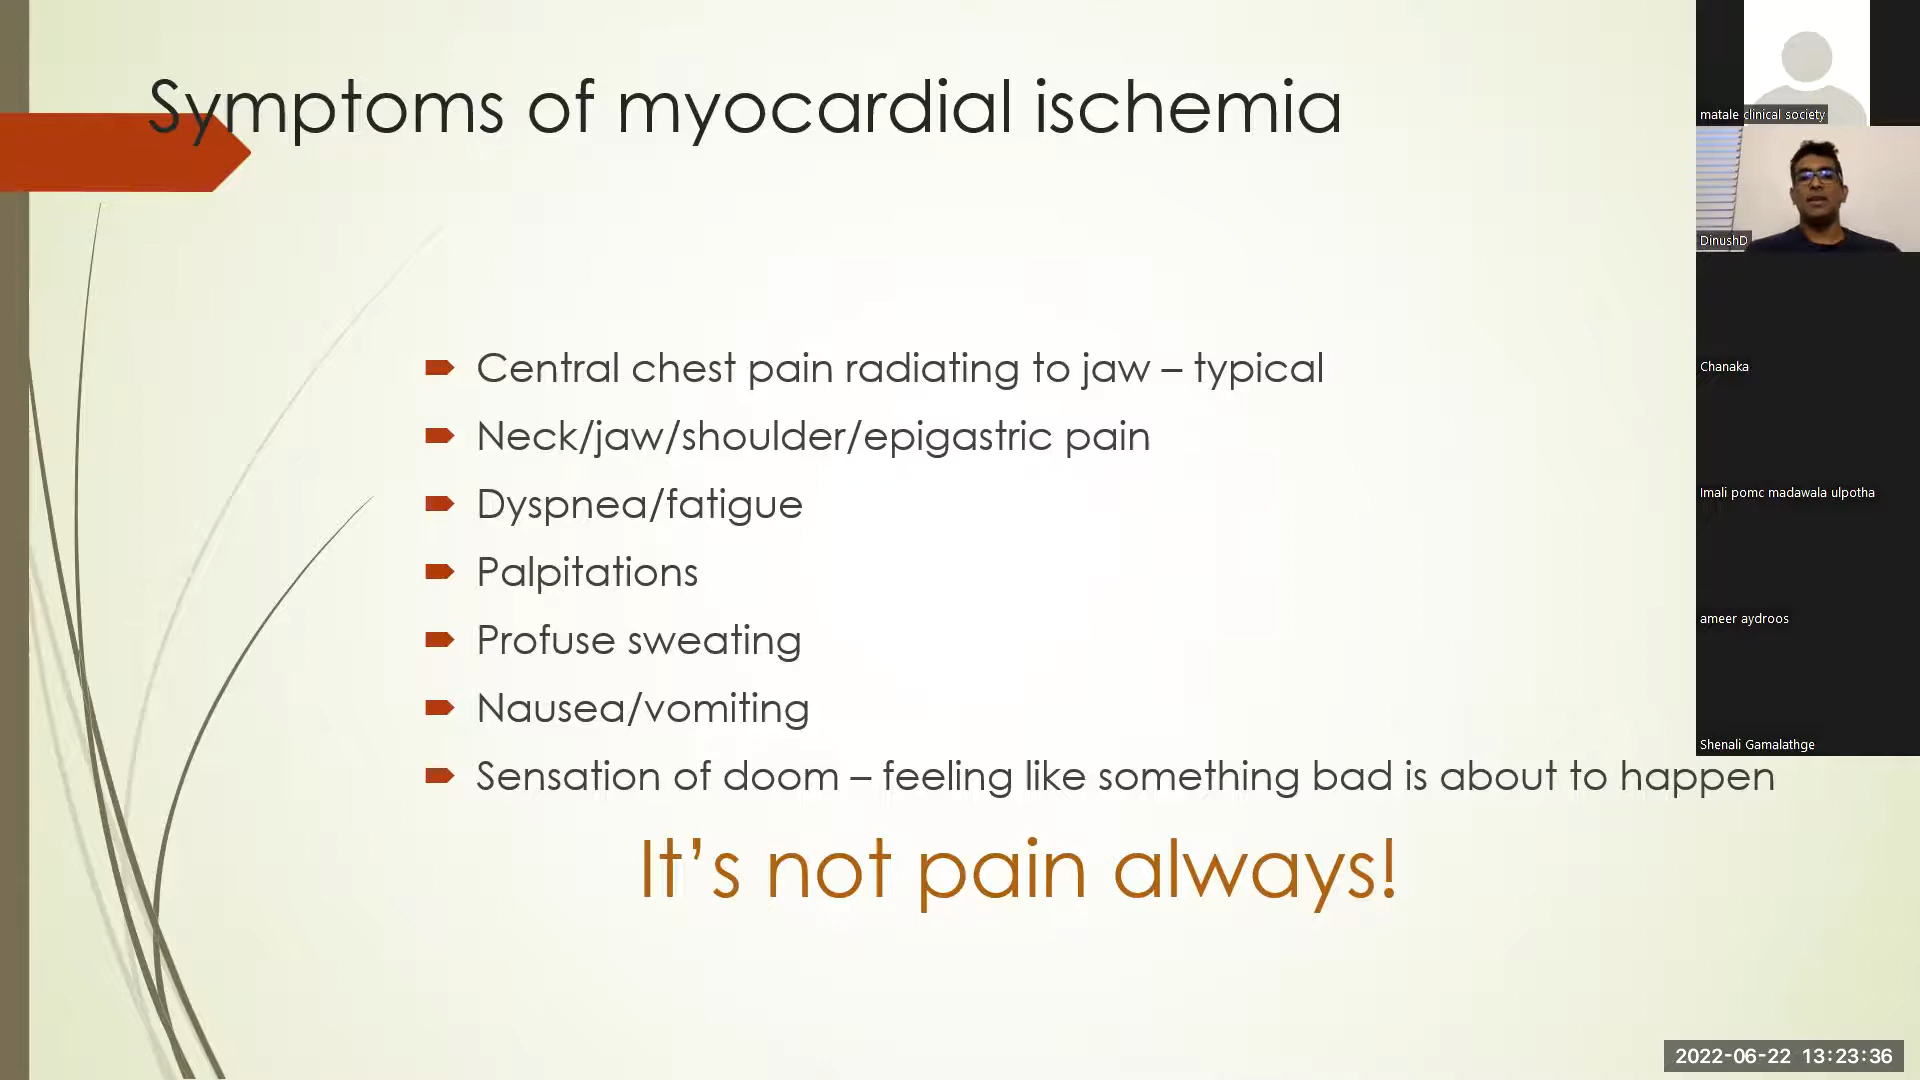 Symptoms of myocardial ischemia
Central chest pain radiating to jaw – typical
Neck/jaw/shoulder/epigastric pain
Dyspnea/fatigue
Palpitations
Profuse sweating
Nausea/vomiting
Sensation of doom – feeling like something bad is about to happen
It’s not pain always!
matale clinical society
DinushD
Chanaka
Imali pomc madawala ulpotha
ameer aydroos
Shenali Gamalathge
2022-06-22 13:23:36